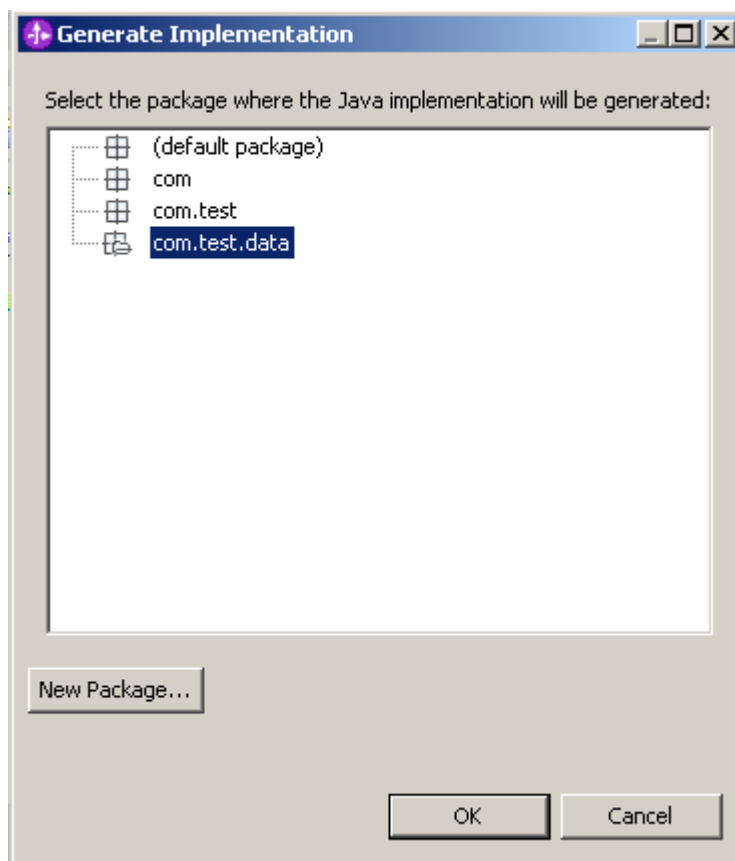 Generate Implementation
Select the package where the Java implementation will be generated:
(default package)
com
com.test
com.test.data
New Package...
OK Cancel